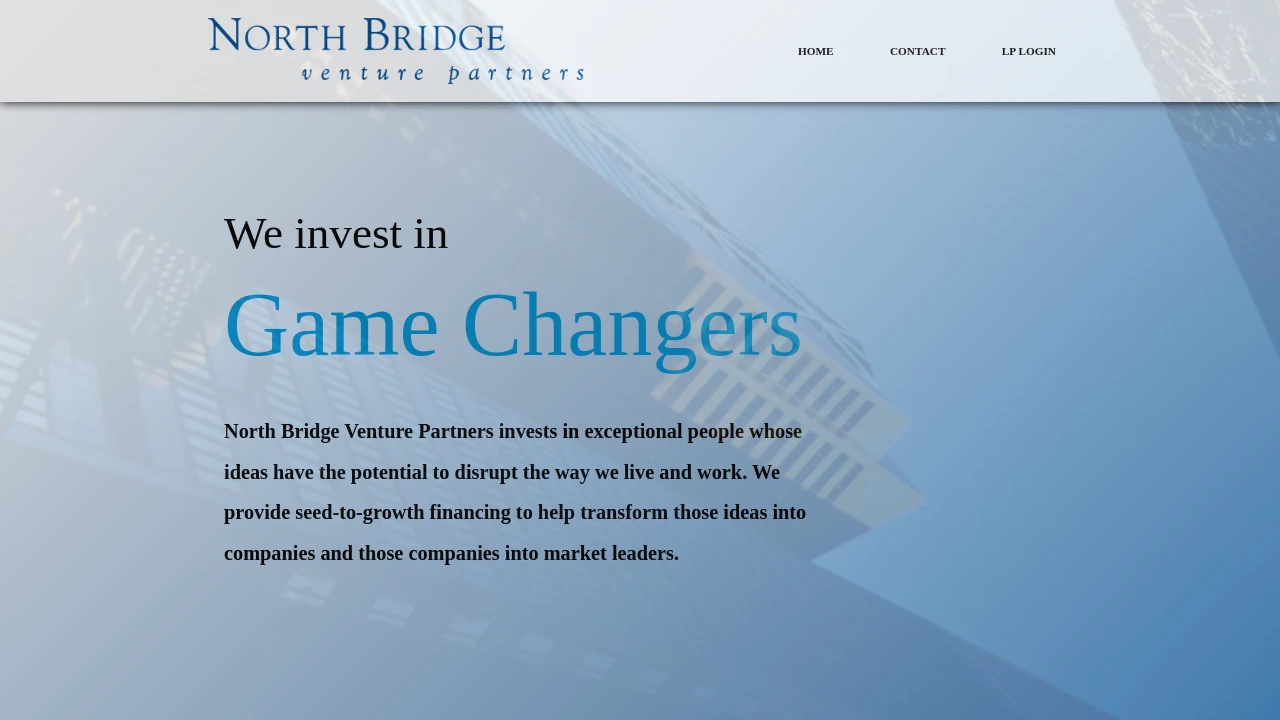 NORTH BRIDGE
venture partners
HOME CONTACT LP LOGIN
We invest in
Game Changers
North Bridge Venture Partners invests in exceptional people whose
ideas have the potential to disrupt the way we live and work. We
provide seed-to-growth financing to help transform those ideas into
companies and those companies into market leaders.